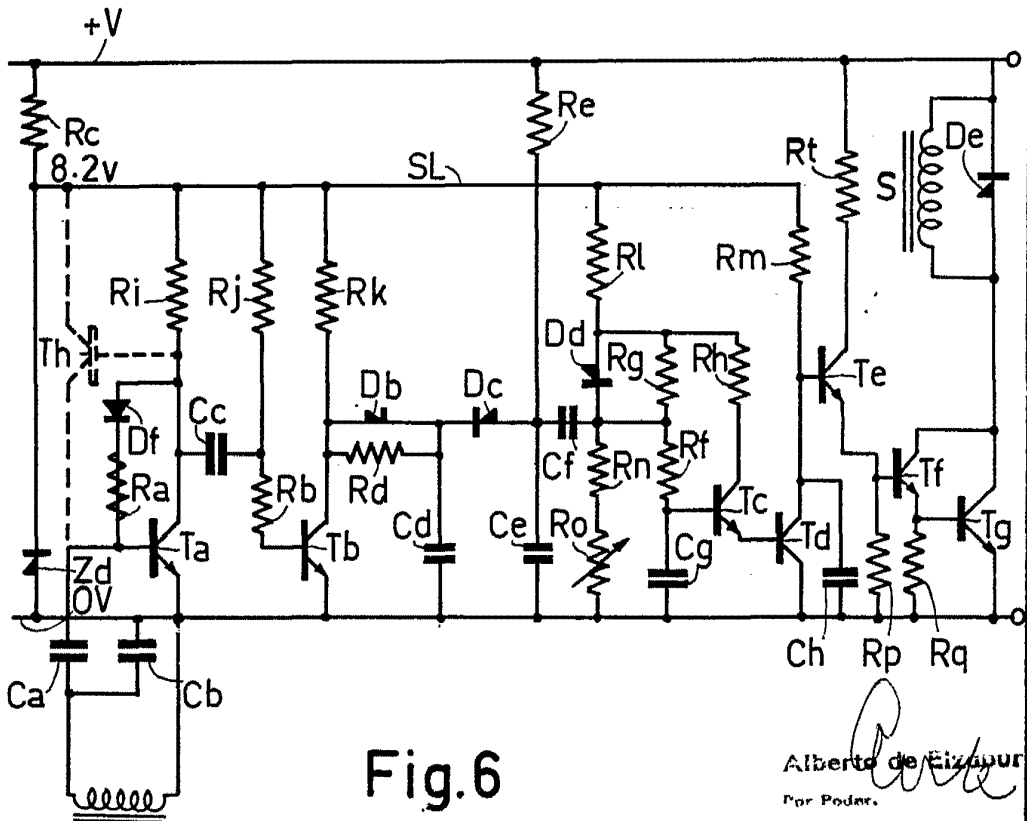 +V
Rc
Re
8.2v
SL
Rt
S
De
Ri
Rj
Rk
Rl
Rm
Th
Dd
Rg
Rh
Te
Df
Cc
Db
Dc
Cf
Rn
Rf
Tf
Ra
Rb
Rd
Tc
Tg
Ta
Tb
Cd
Ce
Ro
Cg
Td
Zd
0V
Ca
Cb
Ch
Rp
Rq
Fig.6
Alberto de Elzaburu
Por Poder.